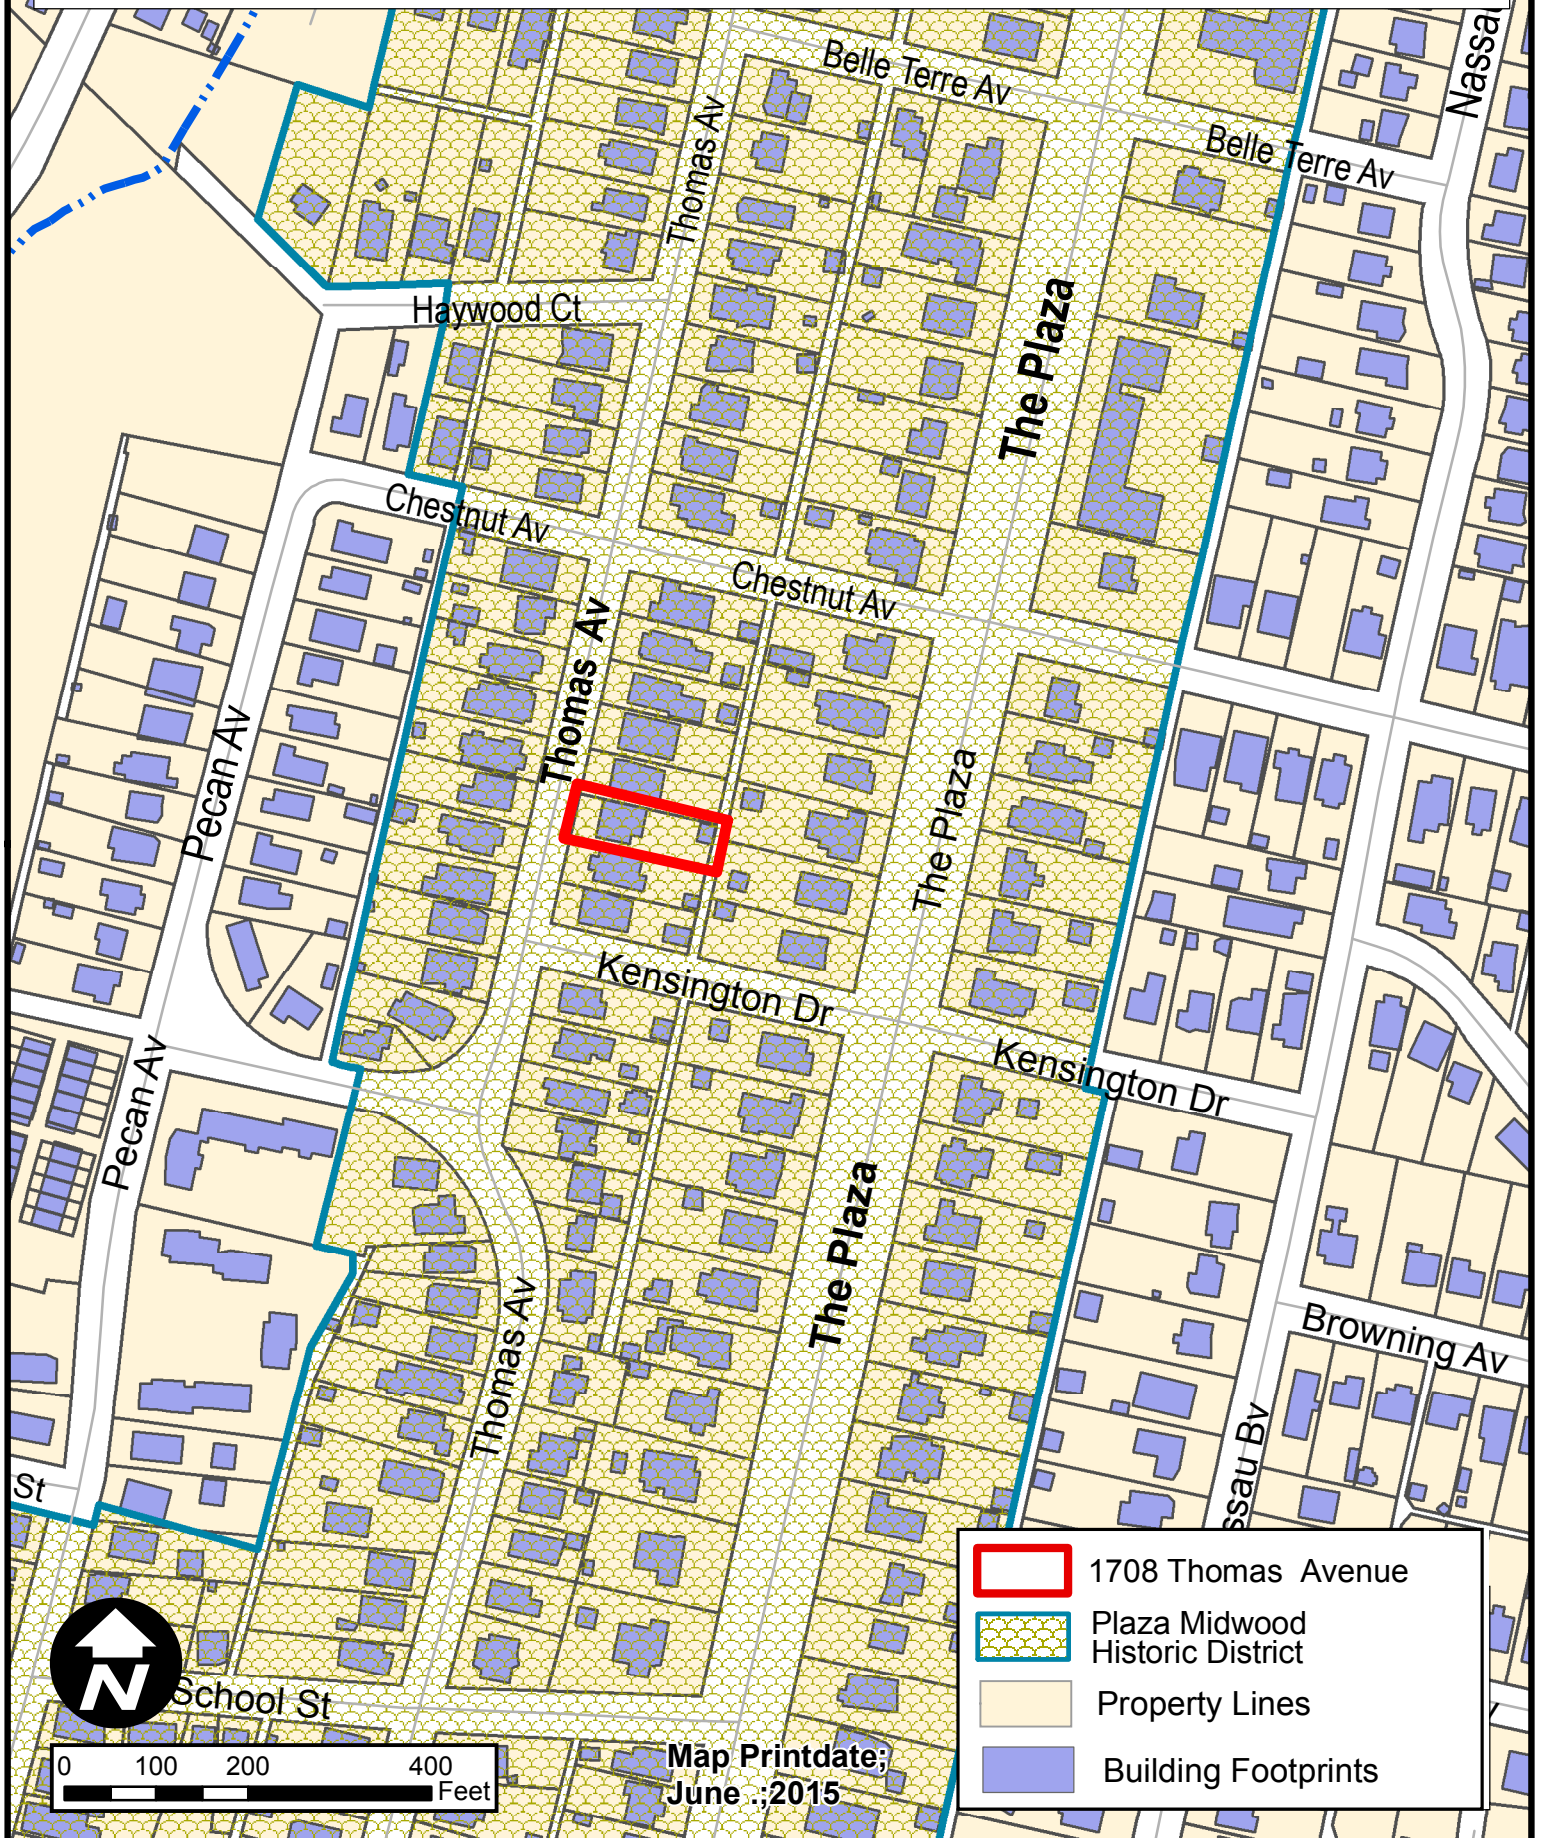 Nassau
Belle Terre Av
Thomas Av
Belle Terre Av
Haywood Ct
The Plaza
Chestnut Av
Chestnut Av
Thomas Av
Pecan Av
The Plaza
Kensington Dr
Kensington Dr
Pecan Av
The Plaza
Thomas Av
Browning Av
ssau Bv
St
School St
1708 Thomas Avenue
Plaza Midwood
Historic District
Property Lines
Building Footprints
N
0 100 200 400
Feet
Map Printdate;
June .;2015